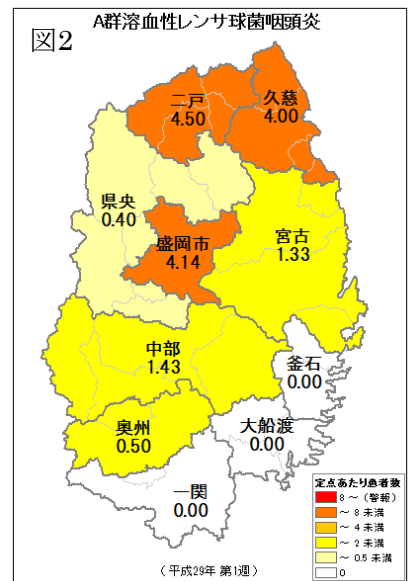 A群溶血性レンサ球菌咽頭炎
図2
二戸
4.50
久慈
4.00
県央
0.40
盛岡市
4.14
宮古
1.33
中部
1.43
釜石
0.00
奥州
0.50
大船渡
0.00
一関
0.00
定点あたり患者数
8 ~ (警報)
~ 8 未満
~ 4 未満
~ 2 未満
~ 0.5 未満
0
(平成29年 第1週)